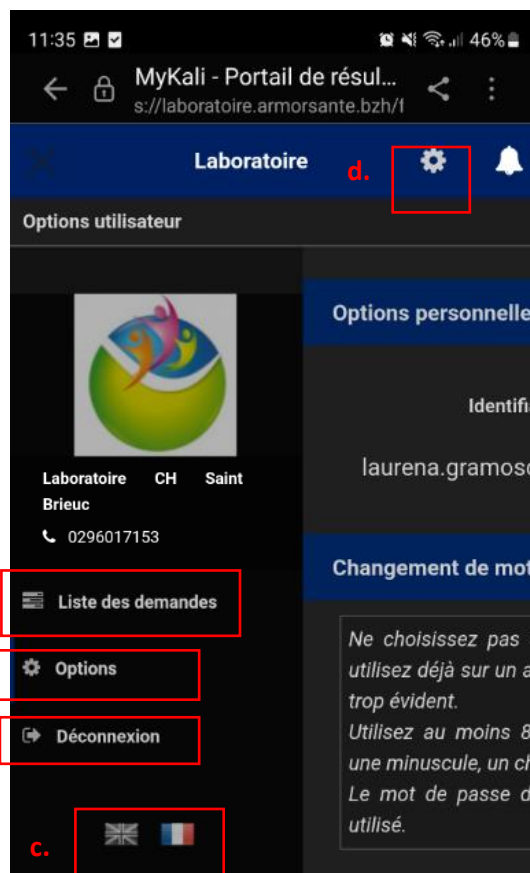 11:35
46%
MyKali - Portail de résul...
s://laboratoire.armorsante.bzh/f
Laboratoire
d.
Options utilisateur
Options personnelle
Identifi
laurena.gramosc
Laboratoire CH Saint
Brieuc
0296017153
Changement de mot
Liste des demandes
Options
Déconnexion
Ne choisissez pas
utilisez déjà sur un a
trop évident.
Utilisez au moins 8
une minuscule, un ch
Le mot de passe d
utilisé.
c.